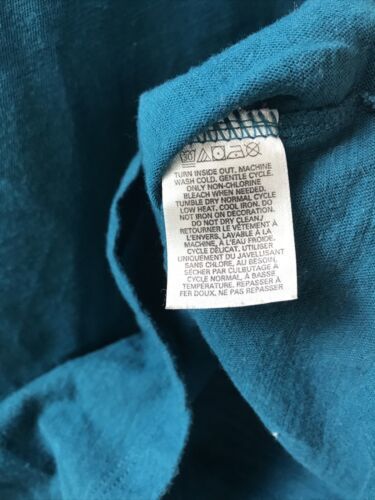 TURN INSIDE OUT. MACHINE
WASH COLD. GENTLE CYCLE.
ONLY NON-CHLORINE
BLEACH WHEN NEEDED.
TUMBLE DRY NORMAL CYCLE
LOW HEAT, COOL IRON. DO
NOT IRON ON DECORATION.
DO NOT DRY CLEAN./
RETOURNER LE VÊTEMENT À
L'ENVERS, LAVABLE À LA
MACHINE, À L'EAU FROIDE,
CYCLE DÉLICAT. UTILISER
UNIQUEMENT DU JAVELLISANT
SANS CHLORE, AU BESOIN.
SÉCHER PAR CULBUTAGE À
CYCLE NORMAL, À BASSE
TEMPÉRATURE. REPASSER À
FER DOUX, NE PAS REPASSER